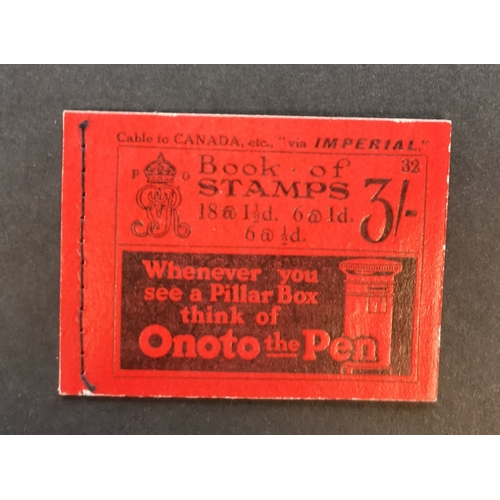 Cable to CANADA, etc., "via IMPERIAL."
32
P O
Book of
STAMPS
18 @ 1½d. 6 @ 1d.
6 @ ½d.
3/-
Whenever you
see a Pillar Box
think of
Onoto the Pen